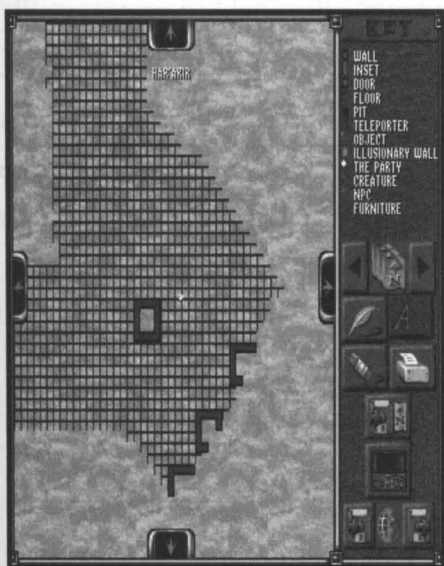 KEY
WALL
INSET
DOOR
FLOOR
PIT
TELEPORTER
OBJECT
ILLUSIONARY WALL
THE PARTY
CREATURE
NPC
FURNITURE
A